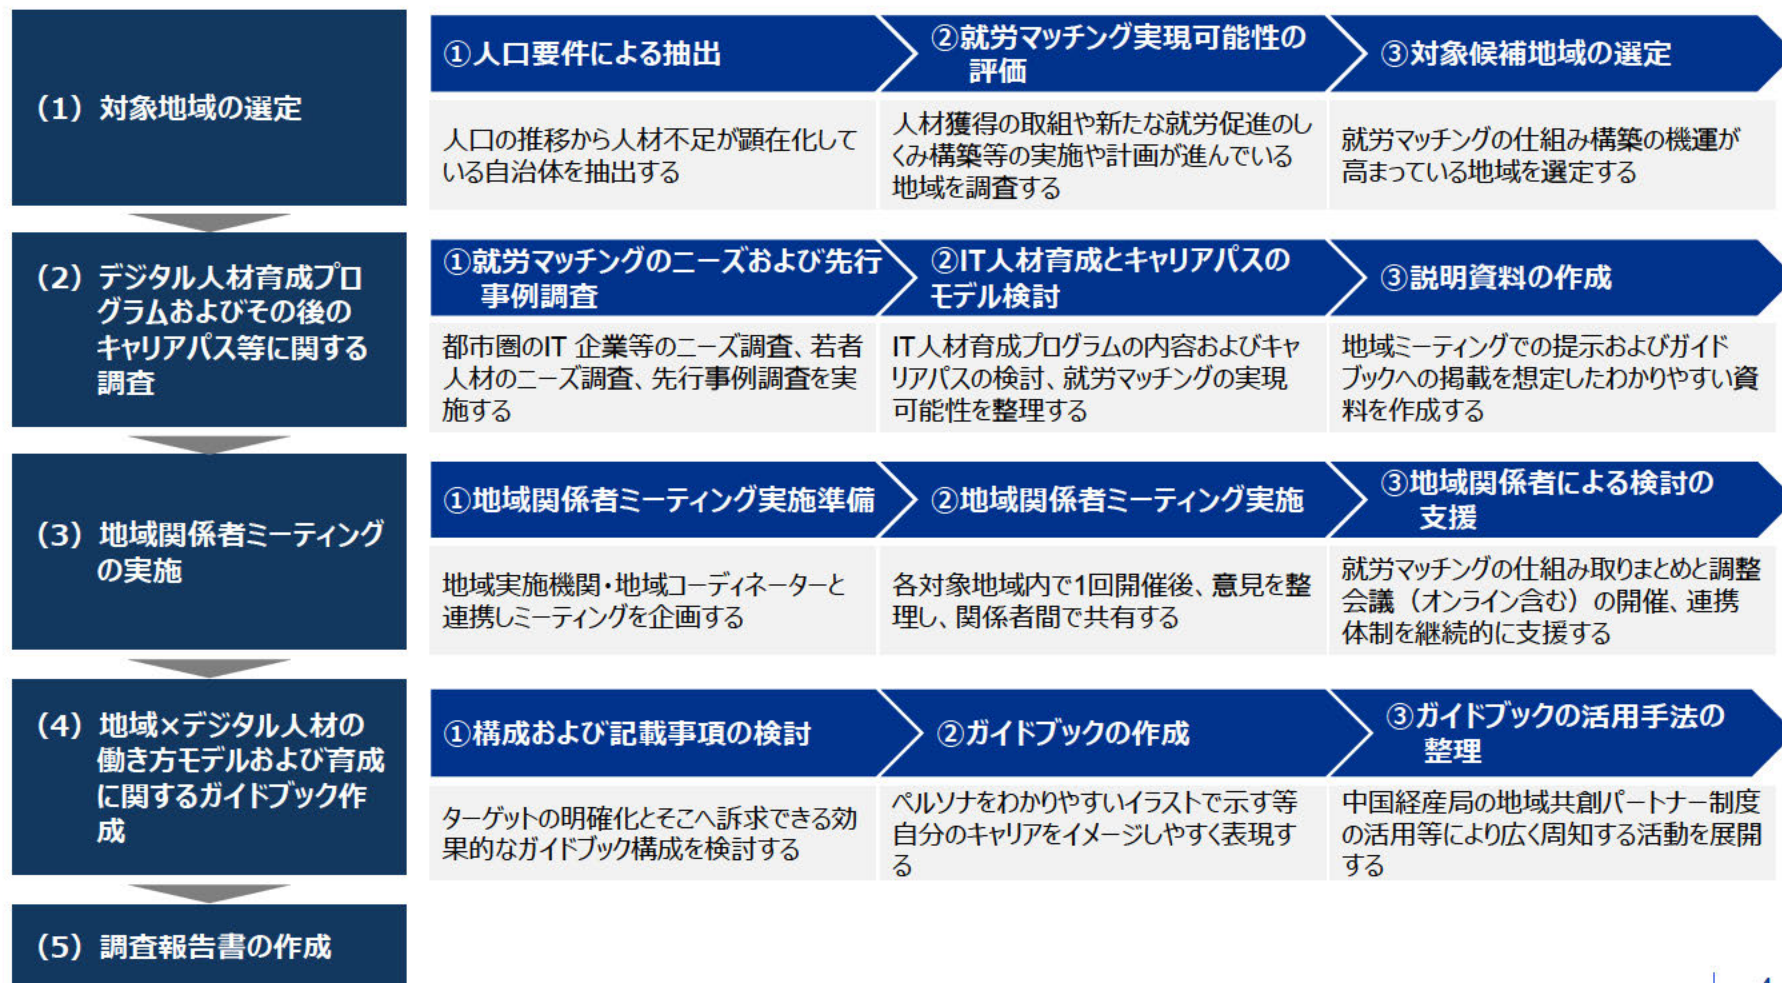 (1)対象地域の選定
①人口要件による抽出
②就労マッチング実現可能性の
評価
③対象候補地域の選定
人口の推移から人材不足が顕在化して
いる自治体を抽出する
人材獲得の取組や新たな就労促進のし
くみ構築等の実施や計画が進んでいる
地域を調査する
就労マッチングの仕組み構築の機運が
高まっている地域を選定する
(2)デジタル人材育成プロ
グラムおよびその後の
キャリアパス等に関する
調査
①就労マッチングのニーズおよび先行
事例調査
②IT人材育成とキャリアパスの
モデル検討
③説明資料の作成
都市圏のIT 企業等のニーズ調査、若者
人材のニーズ調査、先行事例調査を実
施する
IT人材育成プログラムの内容およびキャ
リアパスの検討、就労マッチングの実現
可能性を整理する
地域ミーティングでの提示およびガイド
ブックへの掲載を想定したわかりやすい資
料を作成する
(3)地域関係者ミーティング
の実施
①地域関係者ミーティング実施準備
②地域関係者ミーティング実施
③地域関係者による検討の
支援
地域実施機関・地域コーディネーターと
連携しミーティングを企画する
各対象地域内で1回開催後、意見を整
理し、関係者間で共有する
就労マッチングの仕組み取りまとめと調整
会議（オンライン含む）の開催、連携
体制を継続的に支援する
(4)地域×デジタル人材の
働き方モデルおよび育成
に関するガイドブック作
成
①構成および記載事項の検討
②ガイドブックの作成
③ガイドブックの活用手法の
整理
ターゲットの明確化とそこへ訴求できる効
果的なガイドブック構成を検討する
ペルソナをわかりやすいイラストで示す等
自分のキャリアをイメージしやすく表現す
る
中国経産局の地域共創パートナー制度
の活用等により広く周知する活動を展開
する
(5)調査報告書の作成